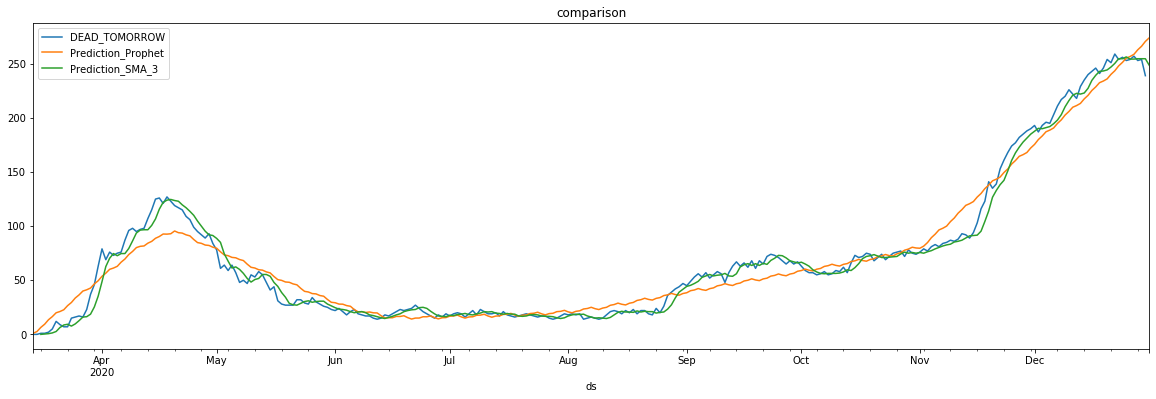 comparison
DEAD_TOMORROW
Prediction_Prophet
Prediction_SMA_3
250
200
150
100
50
0
Apr May Jun Jul Aug Sep Oct Nov Dec
2020
ds